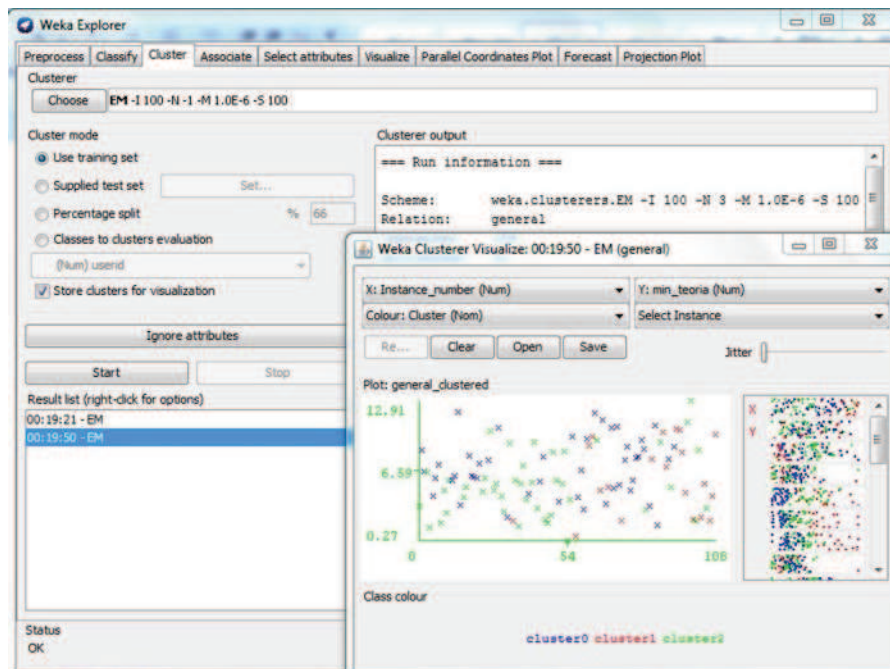 Weka Explorer
Preprocess Classify Cluster Associate Select attributes Visualize Parallel Coordinates Plot Forecast Projection Plot
Clusterer
Choose EM -I 100 -N -1 -M 1.0E-6 -S 100
Cluster mode
Use training set
Supplied test set Set...
Percentage split % 66
Classes to clusters evaluation
(Num) userid
Store clusters for visualization
Ignore attributes
Start Stop
Result list (right-click for options)
00:19:21 - EM
00:19:50 - EM
Status
OK
Clusterer output
=== Run information ===
Scheme: weka.clusterers.EM -I 100 -N 3 -M 1.0E-6 -S 100
Relation: general
Weka Clusterer Visualize: 00:19:50 - EM (general)
X: Instance_number (Num) Y: min_teoria (Num)
Colour: Cluster (Nom) Select Instance
Re... Clear Open Save Jitter
Plot: general_clustered
12.91
6.59
0.27
0 54 108
X
Y
Class colour
cluster0 cluster1 cluster2